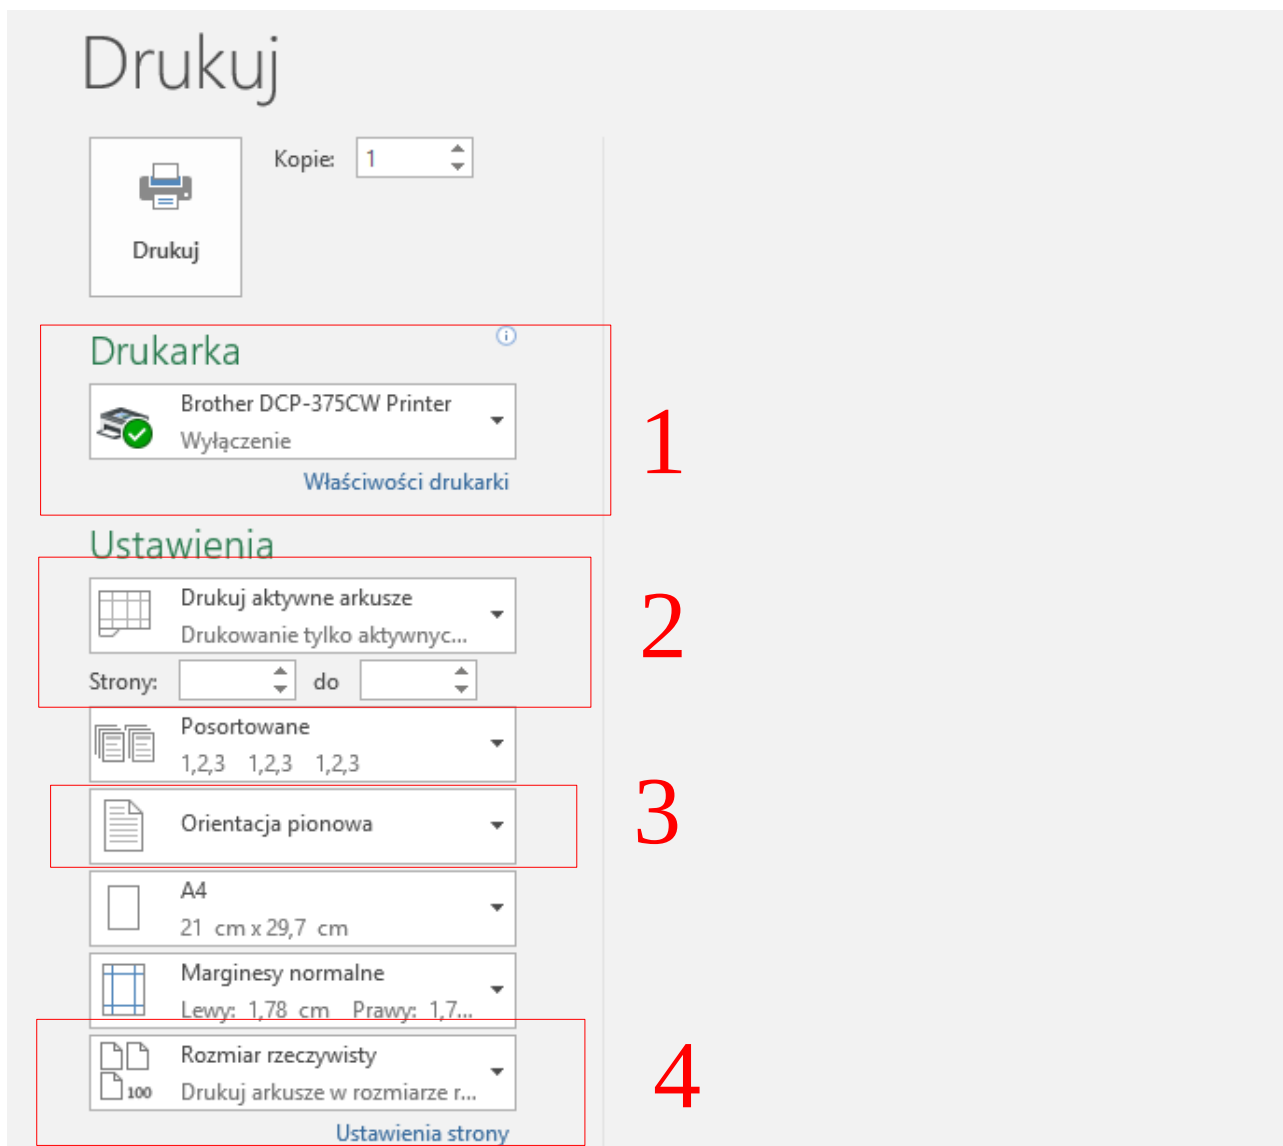 Drukuj
Kopie: 1
Drukuj
Drukarka
Brother DCP-375CW Printer
Wyłączenie
Właściwości drukarki
1
Ustawienia
Drukuj aktywne arkusze
Drukowanie tylko aktywnyc...
2
Strony: do
Posortowane
1,2,3 1,2,3 1,2,3
Orientacja pionowa
3
A4
21 cm x 29,7 cm
Marginesy normalne
Lewy: 1,78 cm Prawy: 1,7...
Rozmiar rzeczywisty
100
Drukuj arkusze w rozmiarze r...
4
Ustawienia strony